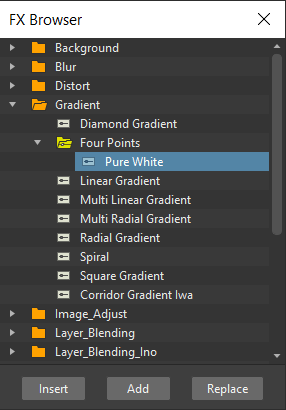 FX Browser
Background
Blur
Distort
Gradient
Diamond Gradient
Four Points
Pure White
Linear Gradient
Multi Linear Gradient
Multi Radial Gradient
Radial Gradient
Spiral
Square Gradient
Corridor Gradient Iwa
Image_Adjust
Layer_Blending
Layer_Blending_Ino
Insert Add Replace